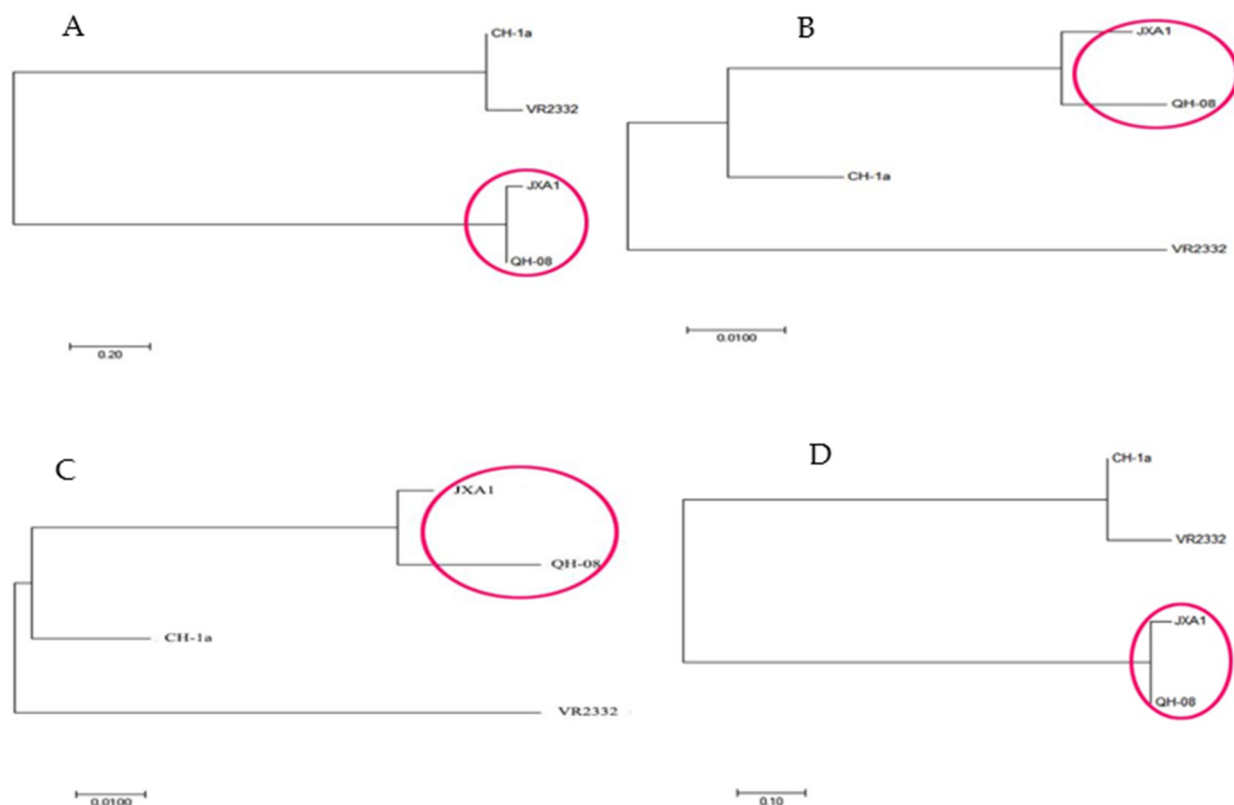 A
CH-1a
VR2332
JXA1
QH-08
0.20
B
JXA1
QH-08
CH-1a
VR2332
0.0100
C
JXA1
QH-08
CH-1a
VR2332
0.0100
D
CH-1a
VR2332
JXA1
QH-08
0.10